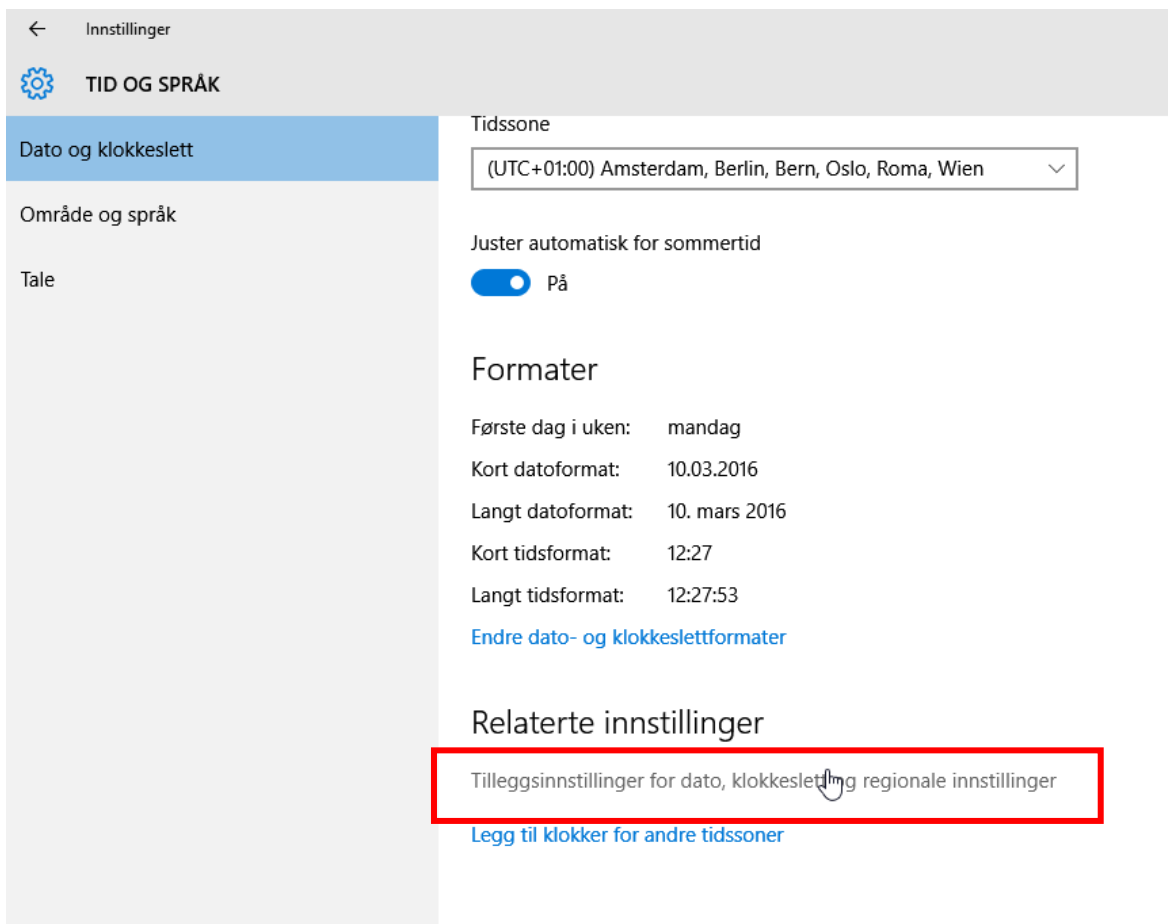 Innstillinger
TID OG SPRÅK
Dato og klokkeslett
Område og språk
Tale
Tidssone
(UTC+01:00) Amsterdam, Berlin, Bern, Oslo, Roma, Wien
Juster automatisk for sommertid
På
Formater
Første dag i uken: mandag
Kort datoformat: 10.03.2016
Langt datoformat: 10. mars 2016
Kort tidsformat: 12:27
Langt tidsformat: 12:27:53
Endre dato- og klokkeslettformater
Relaterte innstillinger
Tilleggsinnstillinger for dato, klokkeslett og regionale innstillinger
Legg til klokker for andre tidssoner